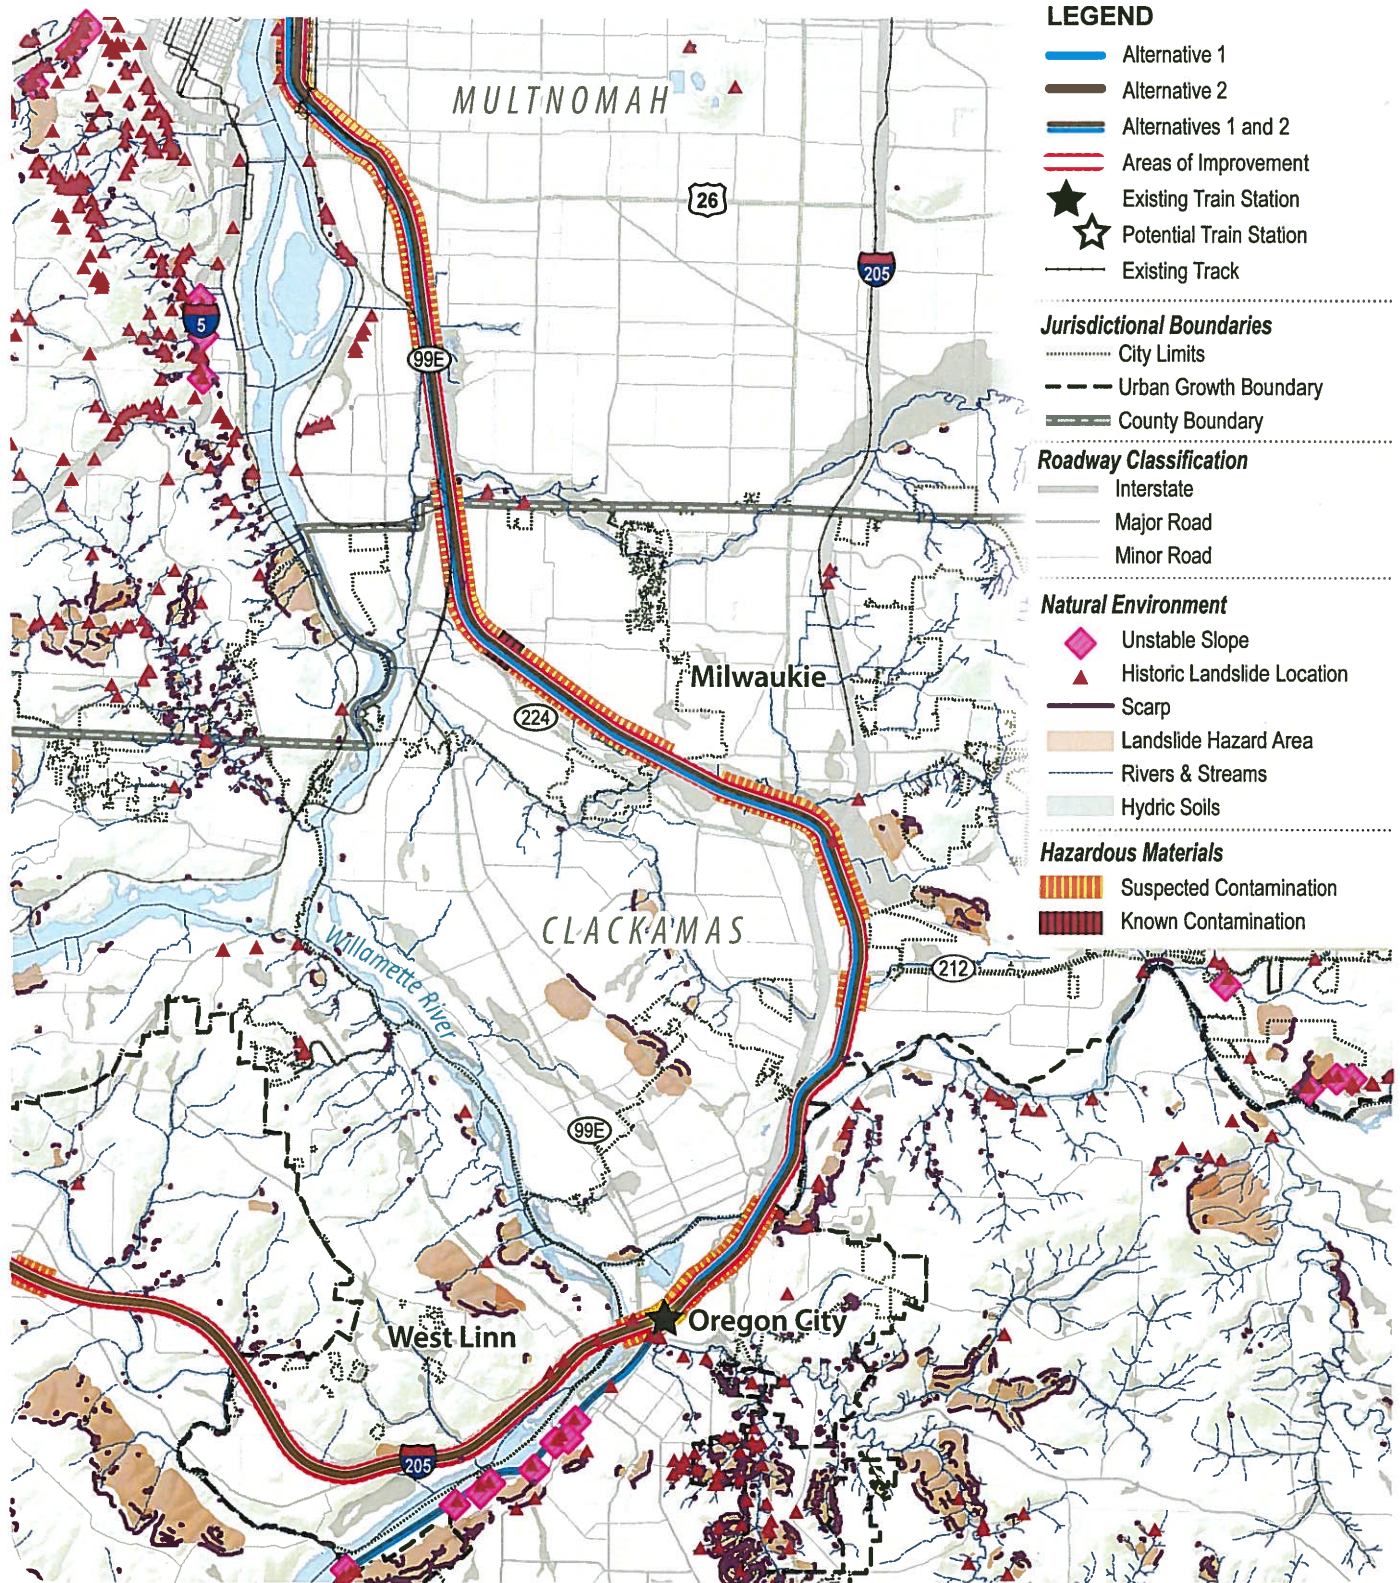 LEGEND
Alternative 1
Alternative 2
Alternatives 1 and 2
Areas of Improvement
Existing Train Station
Potential Train Station
Existing Track
Jurisdictional Boundaries
City Limits
Urban Growth Boundary
County Boundary
Roadway Classification
Interstate
Major Road
Minor Road
Natural Environment
Unstable Slope
Historic Landslide Location
Scarp
Landslide Hazard Area
Rivers & Streams
Hydric Soils
Hazardous Materials
Suspected Contamination
Known Contamination
MULTNOMAH
26
205
5
99E
Milwaukie
224
CLACKAMAS
Willamette River
212
99E
Oregon City
West Linn
205